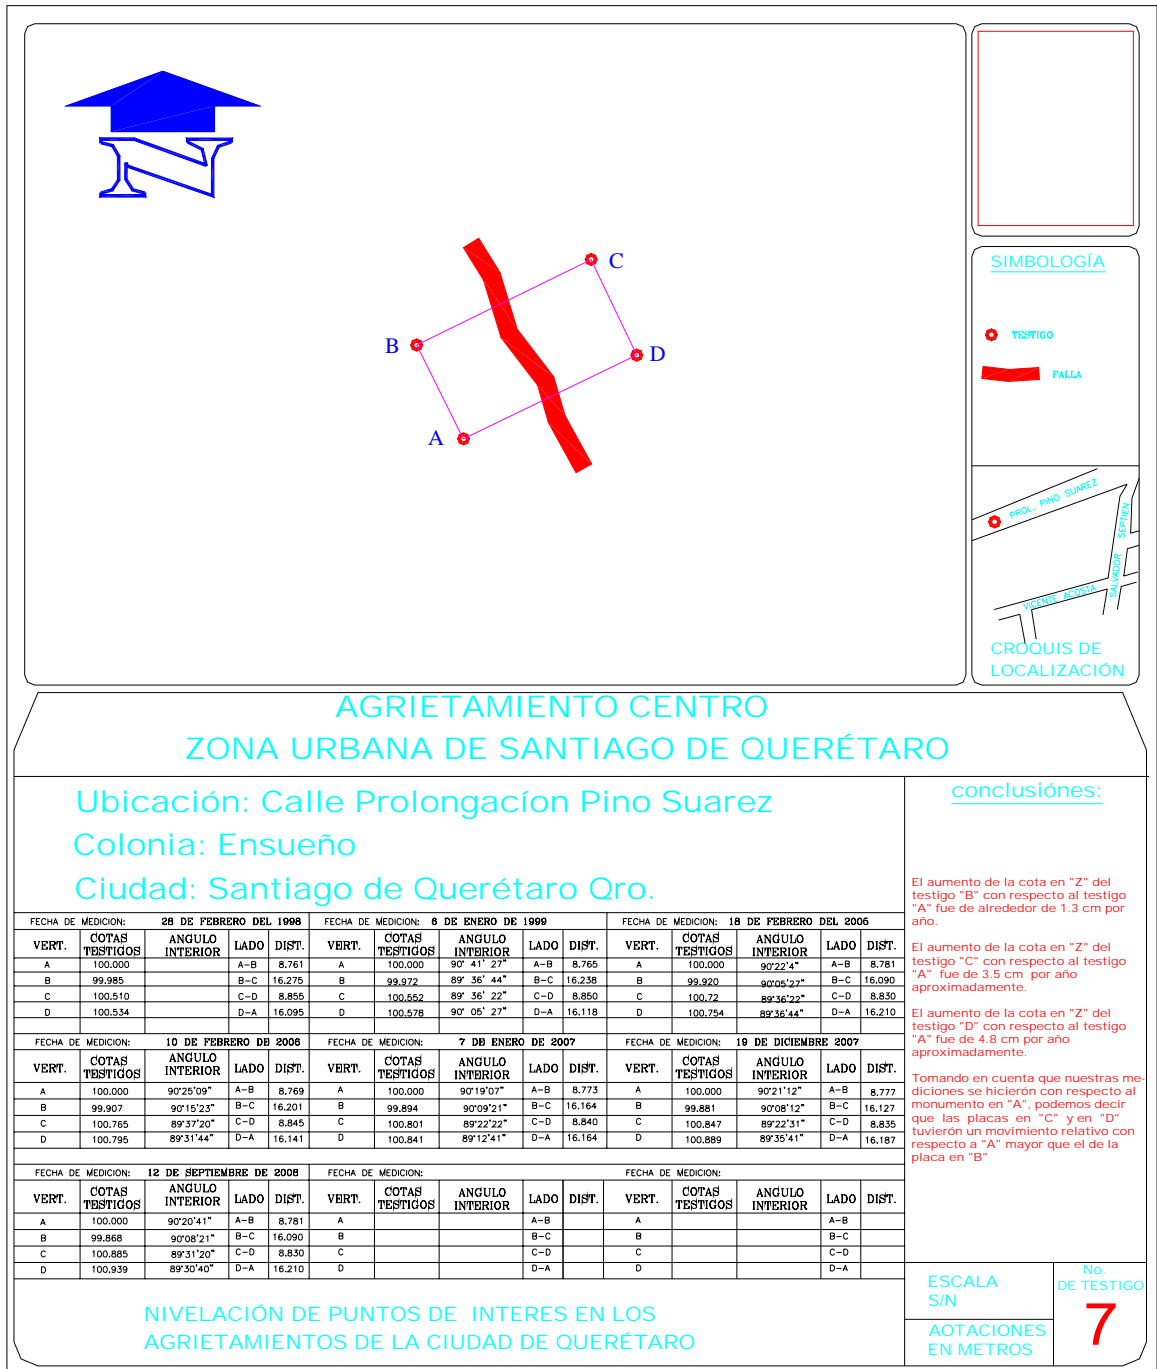 C
B
D
A
SIMBOLOGÍA
TESTIGO
FALLA
PROL. PINO SUAREZ
SALVADOR SEPTIEN
VICENTE ACOSTA
CROQUIS DE
LOCALIZACIÓN
AGRIETAMIENTO CENTRO
ZONA URBANA DE SANTIAGO DE QUERÉTARO
Ubicación: Calle Prolongacíon Pino Suarez
Colonia: Ensueño
Ciudad: Santiago de Querétaro Qro.
FECHA DE MEDICION: 28 DE FEBRERO DEL 1998 FECHA DE MEDICION: 6 DE ENERO DE 1999 FECHA DE MEDICION: 18 DE FEBRERO DEL 2005
VERT. COTAS TESTIGOS ANGULO INTERIOR LADO DIST. VERT. COTAS TESTIGOS ANGULO INTERIOR LADO DIST. VERT. COTAS TESTIGOS ANGULO INTERIOR LADO DIST.
A 100.000 A-B 8.761 A 100.000 90° 41' 27" A-B 8.765 A 100.000 90°22'4" A-B 8.781
B 99.985 B-C 16.275 B 99.972 89° 36' 44" B-C 16.238 B 99.920 90°05'27" B-C 16.090
C 100.510 C-D 8.855 C 100.552 89° 36' 22" C-D 8.850 C 100.72 89°36'22" C-D 8.830
D 100.534 D-A 16.095 D 100.578 90° 05' 27" D-A 16.118 D 100.754 89°36'44" D-A 16.210
FECHA DE MEDICION: 10 DE FEBRERO DE 2006 FECHA DE MEDICION: 7 DE ENERO DE 2007 FECHA DE MEDICION: 19 DE DICIEMBRE 2007
VERT. COTAS TESTIGOS ANGULO INTERIOR LADO DIST. VERT. COTAS TESTIGOS ANGULO INTERIOR LADO DIST. VERT. COTAS TESTIGOS ANGULO INTERIOR LADO DIST.
A 100.000 90°25'09" A-B 8.769 A 100.000 90°19'07" A-B 8.773 A 100.000 90°21'12" A-B 8.777
B 99.907 90°15'23" B-C 16.201 B 99.894 90°09'21" B-C 16.164 B 99.881 90°08'12" B-C 16.127
C 100.765 89°37'20" C-D 8.845 C 100.801 89°22'22" C-D 8.840 C 100.847 89°22'31" C-D 8.835
D 100.795 89°31'44" D-A 16.141 D 100.841 89°12'41" D-A 16.164 D 100.889 89°35'41" D-A 16.187
FECHA DE MEDICION: 12 DE SEPTIEMBRE DE 2008 FECHA DE MEDICION: FECHA DE MEDICION:
VERT. COTAS TESTIGOS ANGULO INTERIOR LADO DIST. VERT. COTAS TESTIGOS ANGULO INTERIOR LADO DIST. VERT. COTAS TESTIGOS ANGULO INTERIOR LADO DIST.
A 100.000 90°20'41" A-B 8.781 A A-B A A-B
B 99.868 90°08'21" B-C 16.090 B B-C B B-C
C 100.885 89°31'20" C-D 8.830 C C-D C C-D
D 100.939 89°30'40" D-A 16.210 D D-A D D-A
NIVELACIÓN DE PUNTOS DE INTERES EN LOS
AGRIETAMIENTOS DE LA CIUDAD DE QUERÉTARO
conclusiónes:
El aumento de la cota en "Z" del
testigo "B" con respecto al testigo
"A" fue de alrededor de 1.3 cm por
año.
El aumento de la cota en "Z" del
testigo "C" con respecto al testigo
"A" fue de 3.5 cm por año
aproximadamente.
El aumento de la cota en "Z" del
testigo "D" con respecto al testigo
"A" fue de 4.8 cm por año
aproximadamente.
Tomando en cuenta que nuestras me-
diciones se hicierón con respecto al
monumento en "A", podemos decir
que las placas en "C" y en "D"
tuvierón un movimiento relativo con
respecto a "A" mayor que el de la
placa en "B"
ESCALA
S/N
AOTACIONES
EN METROS
No.
DE TESTIGO
7